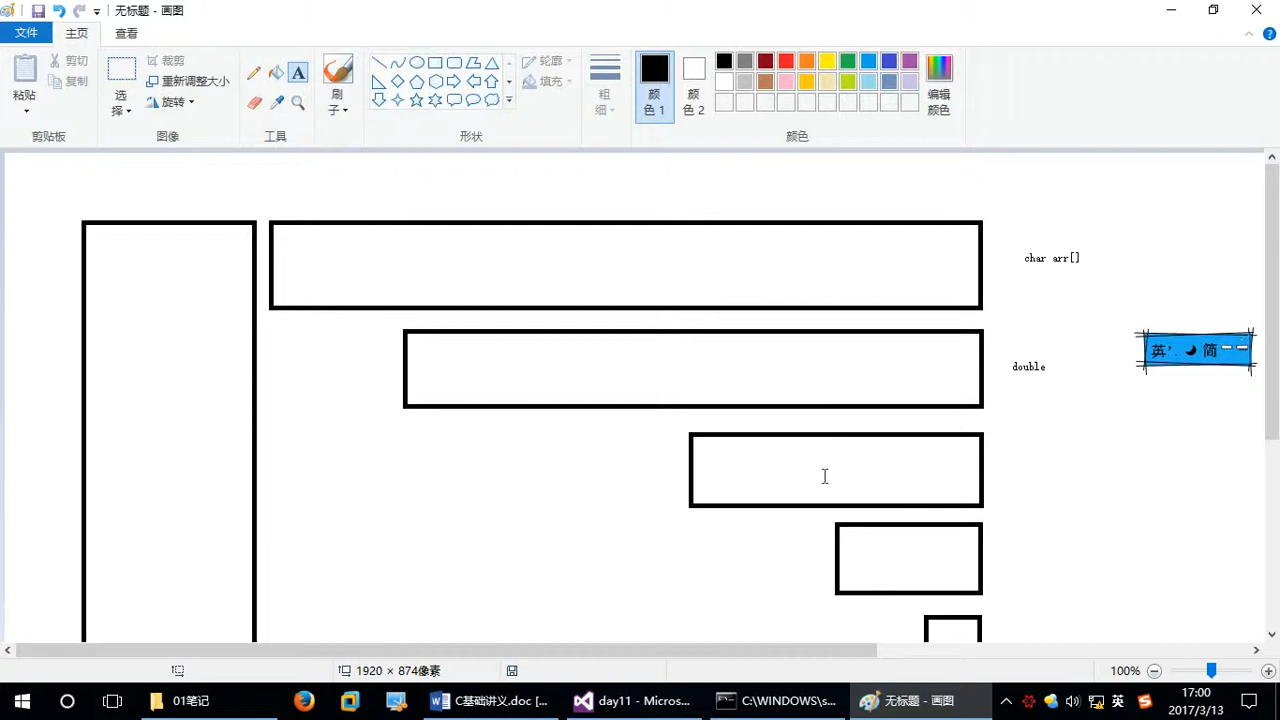 无标题 - 画图
文件
主页
查看
粘贴
剪切
复制
剪贴板
选择
裁剪
重新调整大小
旋转
图像
A
工具
刷子
轮廓
填充
形状
粗细
颜色 1
颜色 2
编辑颜色
颜色
char arr[]
double
英 简
1920 × 874像素
100%
01笔记
C基础讲义.doc [...
day11 - Micros...
C:\WINDOWS\s...
无标题 - 画图
英
17:00
2017/3/13